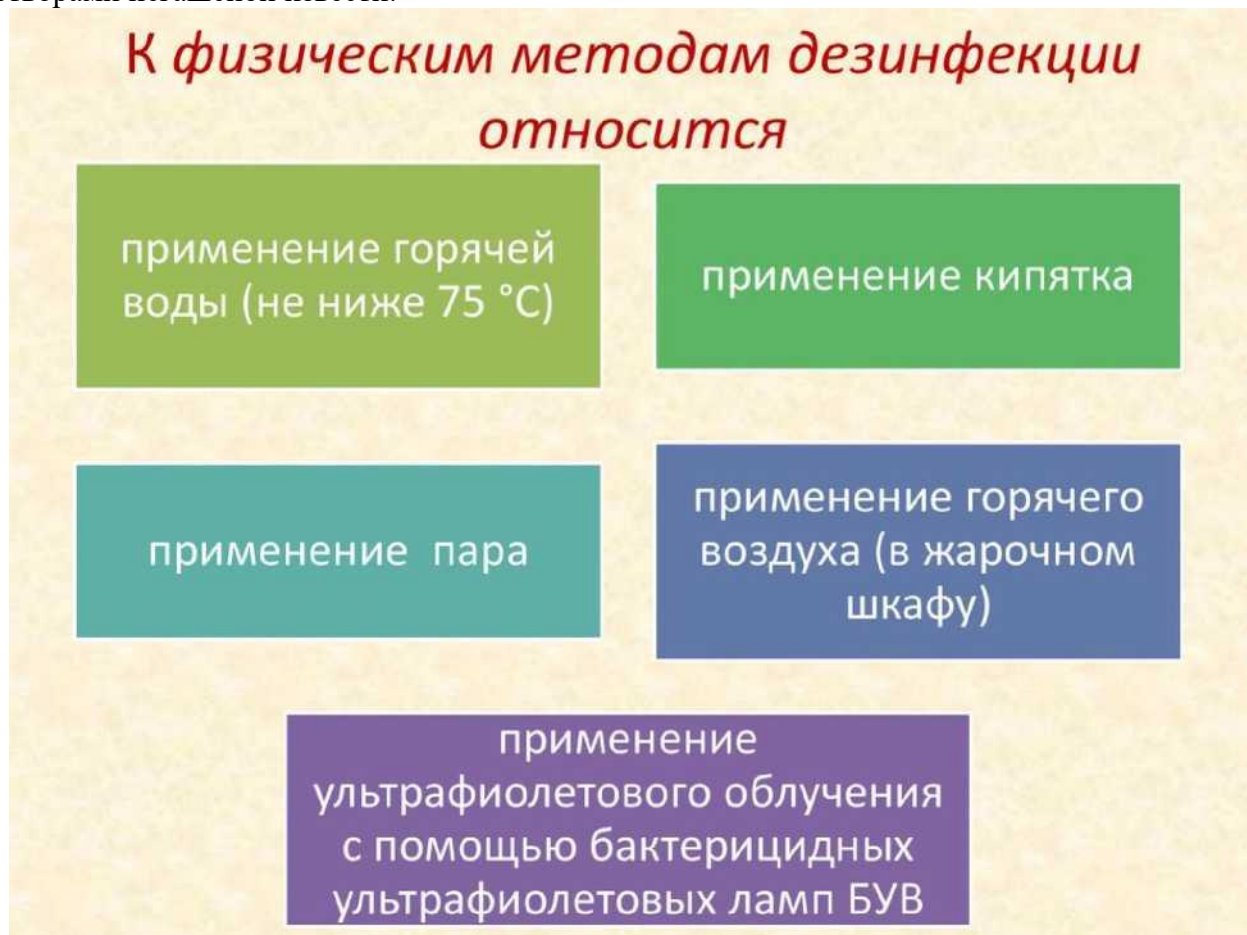 К физическим методам дезинфекции
относится
применение горячей
воды (не ниже 75 °С)
применение кипятка
применение пара
применение горячего
воздуха (в жарочном
шкафу)
применение
ультрафиолетового облучения
с помощью бактерицидных
ультрафиолетовых ламп БУВ